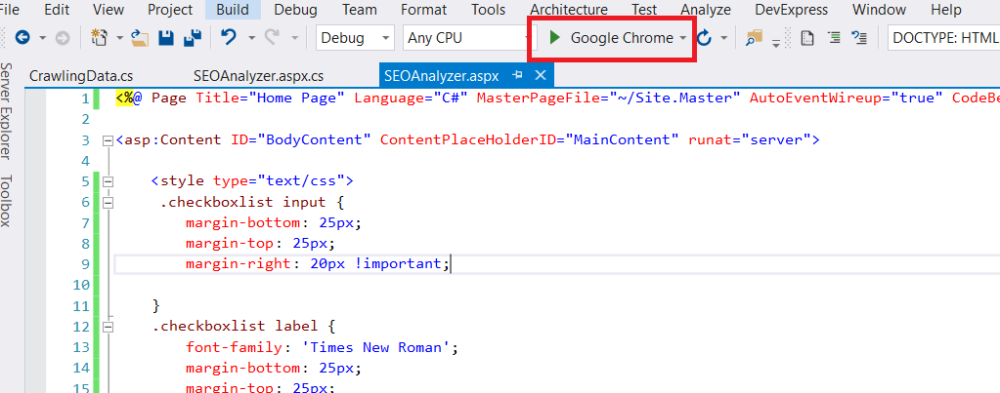 File Edit View Project Build Debug Team Format Tools Architecture Test Analyze DevExpress Window Help
Debug Any CPU Google Chrome DOCTYPE: HTML
Server Explorer
Toolbox
CrawlingData.cs SEOAnalyzer.aspx.cs SEOAnalyzer.aspx
1 <%@ Page Title="Home Page" Language="C#" MasterPageFile="~/Site.Master" AutoEventWireup="true" CodeBe
2
3 <asp:Content ID="BodyContent" ContentPlaceHolderID="MainContent" runat="server">
4
5 <style type="text/css">
6 .checkboxlist input {
7 margin-bottom: 25px;
8 margin-top: 25px;
9 margin-right: 20px !important;
10
11 }
12 .checkboxlist label {
13 font-family: 'Times New Roman';
14 margin-bottom: 25px;
15 margin-top: 25px;